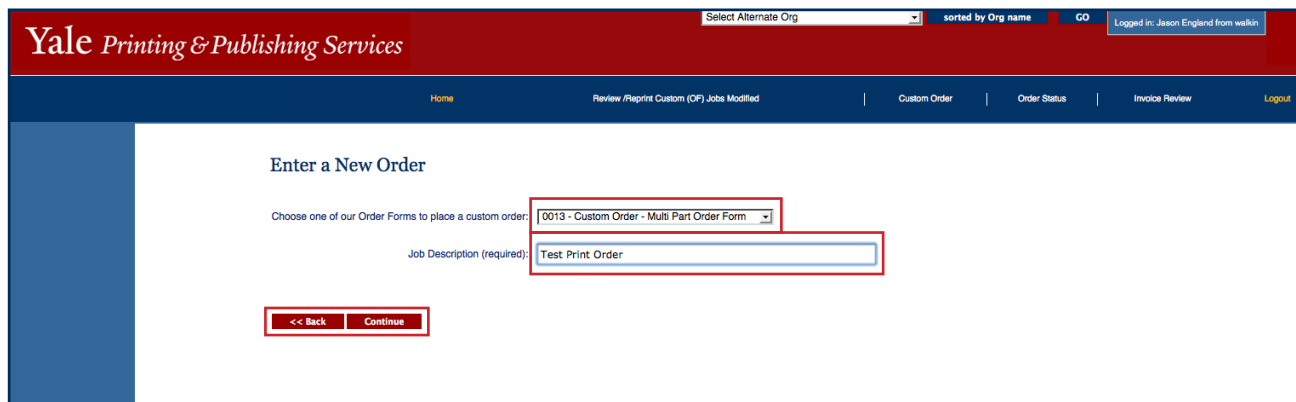 Select Alternate Org sorted by Org name GO Logged in: Jason England from walkin
Yale Printing & Publishing Services
Home Review /Reprint Custom (OF) Jobs Modified Custom Order Order Status Invoice Review Logout
Enter a New Order
Choose one of our Order Forms to place a custom order: 0013 - Custom Order - Multi Part Order Form
Job Description (required): Test Print Order
<< Back Continue